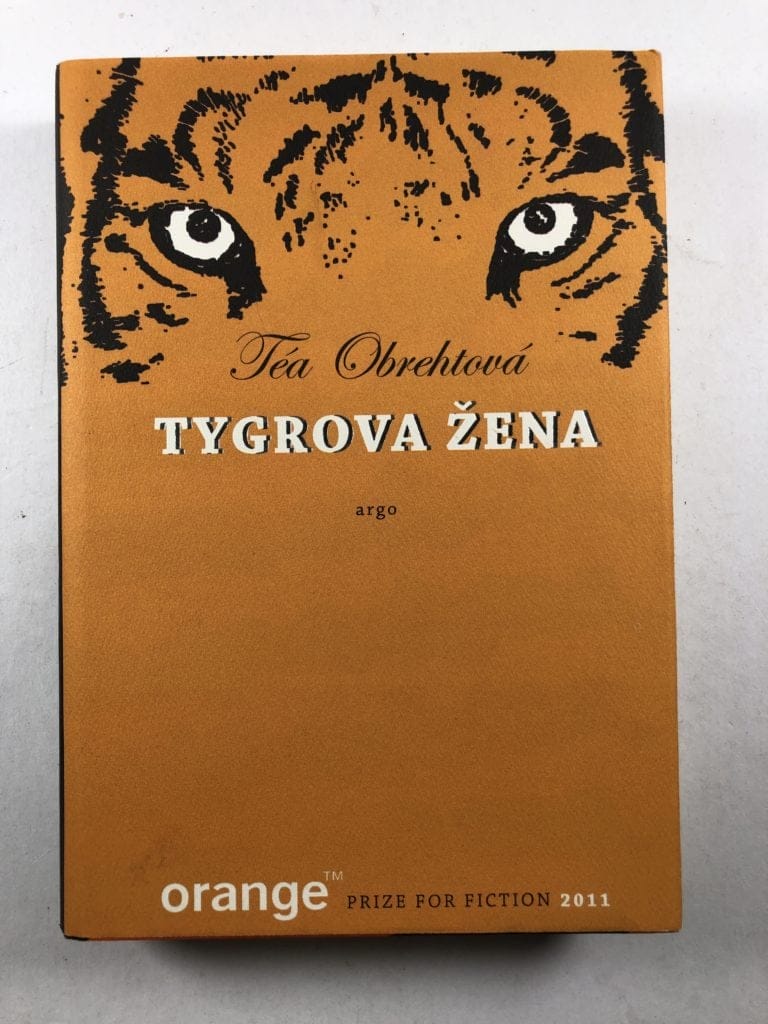 Téa Obrehtová
TYGROVA ŽENA
argo
orange™ PRIZE FOR FICTION 2011